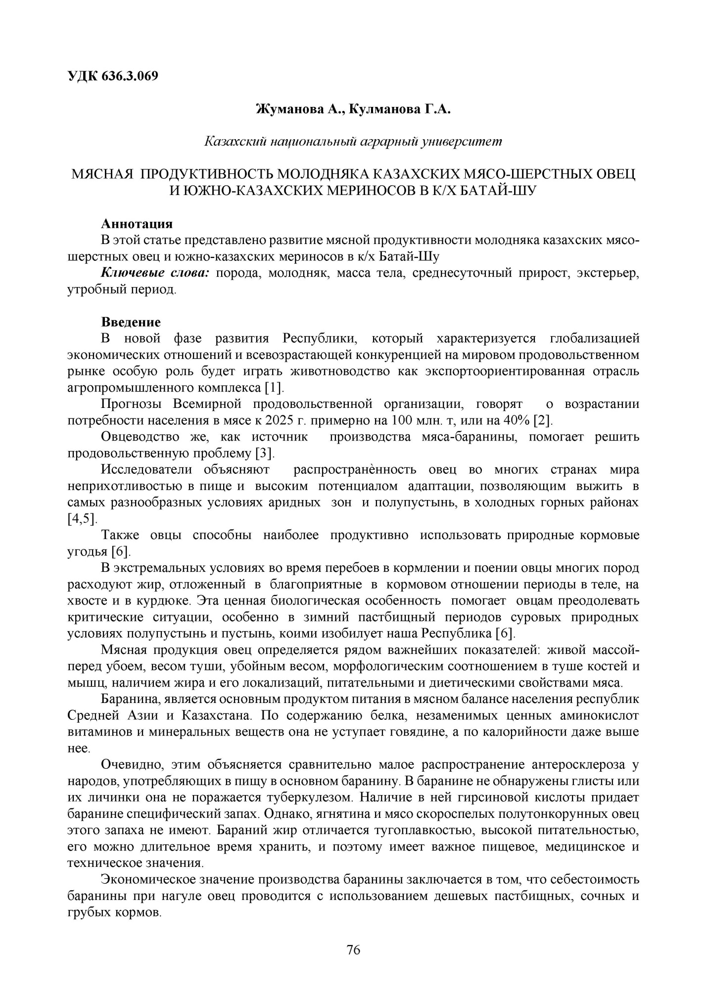 УДК 636.3.069
Жуманова А., Кулманова Г.А.
Казахский национальный аграрный университет
МЯСНАЯ ПРОДУКТИВНОСТЬ МОЛОДНЯКА КАЗАХСКИХ МЯСО-ШЕРСТНЫХ ОВЕЦ
И ЮЖНО-КАЗАХСКИХ МЕРИНОСОВ В К/Х БАТАЙ-ШУ
Аннотация
В этой статье представлено развитие мясной продуктивности молодняка казахских мясо-
шерстных овец и южно-казахских мериносов в к/х Батай-Шу
Ключевые слова: порода, молодняк, масса тела, среднесуточный прирост, экстерьер,
утробный период.
Введение
В новой фазе развития Республики, который характеризуется глобализацией
экономических отношений и всевозрастающей конкуренцией на мировом продовольственном
рынке особую роль будет играть животноводство как экспортоориентированная отрасль
агропромышленного комплекса [1].
Прогнозы Всемирной продовольственной организации, говорят о возрастании
потребности населения в мясе к 2025 г. примерно на 100 млн. т, или на 40% [2].
Овцеводство же, как источник производства мяса-баранины, помогает решить
продовольственную проблему [3].
Исследователи объясняют распространѐнность овец во многих странах мира
неприхотливостью в пище и высоким потенциалом адаптации, позволяющим выжить в
самых разнообразных условиях аридных зон и полупустынь, в холодных горных районах
[4,5].
Также овцы способны наиболее продуктивно использовать природные кормовые
угодья [6].
В экстремальных условиях во время перебоев в кормлении и поении овцы многих пород
расходуют жир, отложенный в благоприятные в кормовом отношении периоды в теле, на
хвосте и в курдюке. Эта ценная биологическая особенность помогает овцам преодолевать
критические ситуации, особенно в зимний пастбищный периодов суровых природных
условиях полупустынь и пустынь, коими изобилует наша Республика [6].
Мясная продукция овец определяется рядом важнейших показателей: живой массой-
перед убоем, весом туши, убойным весом, морфологическим соотношением в туше костей и
мышц, наличием жира и его локализаций, питательными и диетическими свойствами мяса.
Баранина, является основным продуктом питания в мясном балансе населения республик
Средней Азии и Казахстана. По содержанию белка, незаменимых ценных аминокислот
витаминов и минеральных веществ она не уступает говядине, а по калорийности даже выше
нее.
Очевидно, этим объясняется сравнительно малое распространение антеросклероза у
народов, употребляющих в пищу в основном баранину. В баранине не обнаружены глисты или
их личинки она не поражается туберкулезом. Наличие в ней гирсиновой кислоты придает
баранине специфический запах. Однако, ягнятина и мясо скороспелых полутонкорунных овец
этого запаха не имеют. Бараний жир отличается тугоплавкостью, высокой питательностью,
его можно длительное время хранить, и поэтому имеет важное пищевое, медицинское и
техническое значения.
Экономическое значение производства баранины заключается в том, что себестоимость
баранины при нагуле овец проводится с использованием дешевых пастбищных, сочных и
грубых кормов.
76